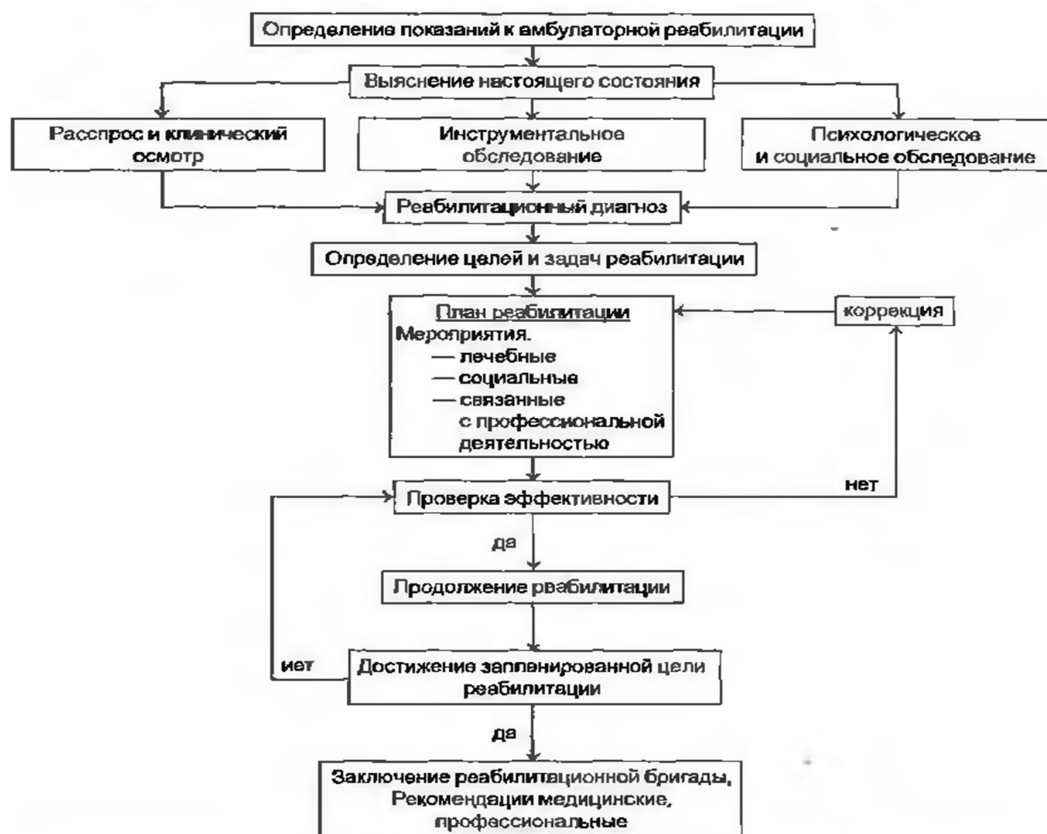 Определение показаний к амбулаторной реабилитации
Выяснение настоящего состояния
Расспрос и клинический
осмотр
Инструментальное
обследование
Психологическое
и социальное обследование
Реабилитационный диагноз
Определение целей и задач реабилитации
План реабилитации
Мероприятия.
— лечебные
— социальные
— связанные
с профессиональной
деятельностью
коррекция
Проверка эффективности
нет
да
Продолжение рвабилитации
иет
Достижение запланированной цели
реабилитации
да
Заключение реабилитационной бригады,
Рекомендации медицинские,
профессиональные